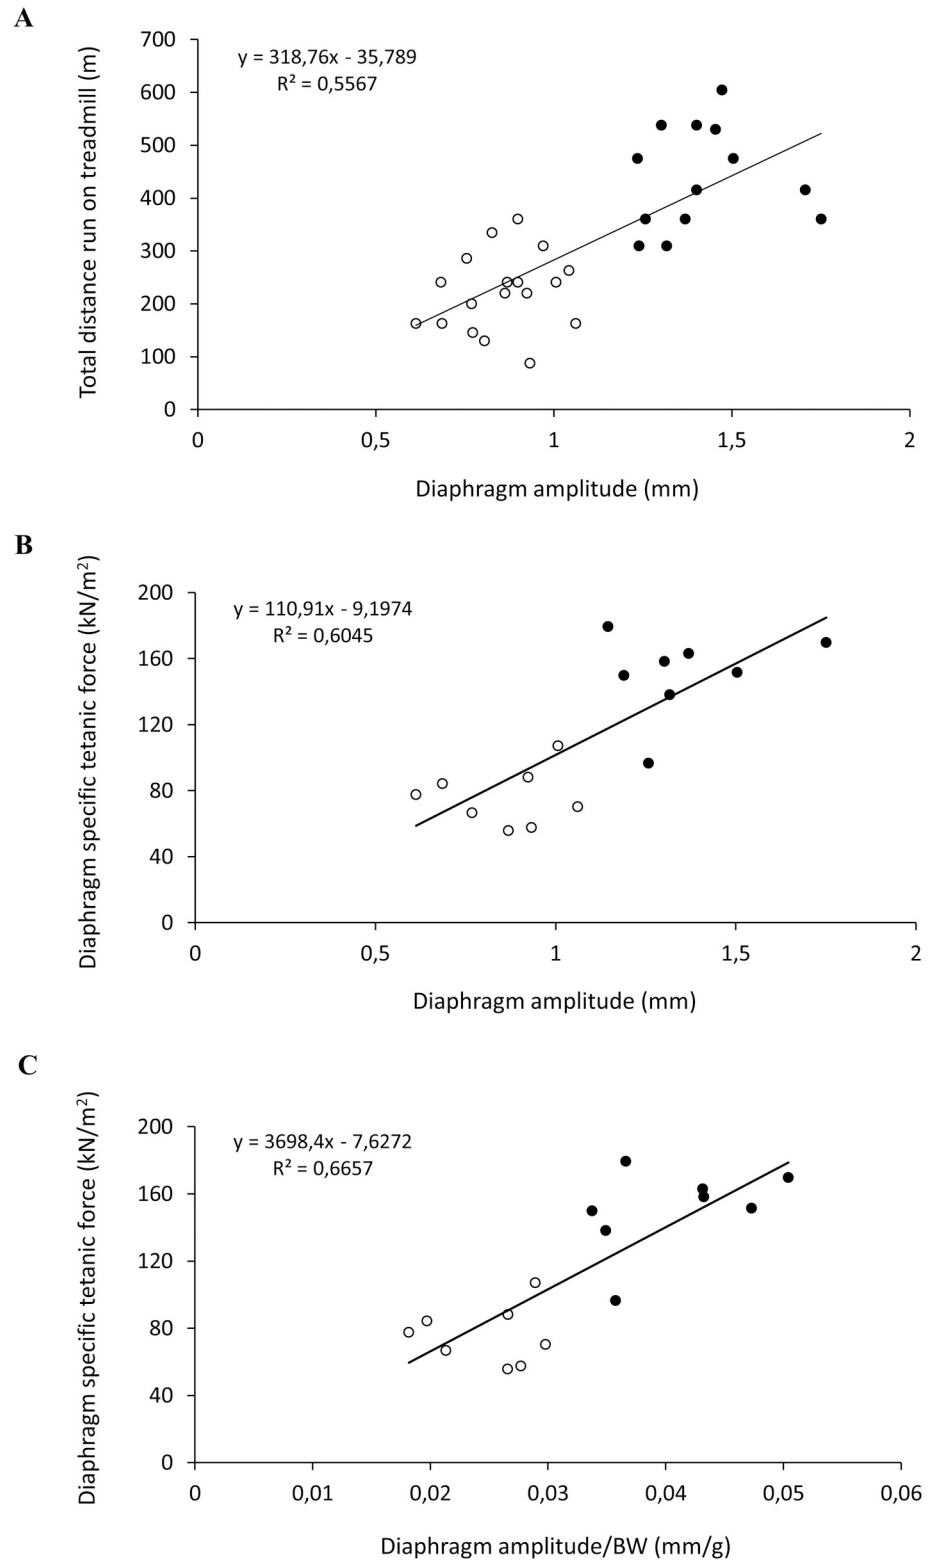 A
Total distance run on treadmill (m)
700
600
500
400
300
200
100
0
y = 318,76x - 35,789
R² = 0,5567
0 0,5 1 1,5 2
Diaphragm amplitude (mm)
B
Diaphragm specific tetanic force (kN/m²)
200
160
120
80
40
0
y = 110,91x - 9,1974
R² = 0,6045
0 0,5 1 1,5 2
Diaphragm amplitude (mm)
C
Diaphragm specific tetanic force (kN/m²)
200
160
120
80
40
0
y = 3698,4x - 7,6272
R² = 0,6657
0 0,01 0,02 0,03 0,04 0,05 0,06
Diaphragm amplitude/BW (mm/g)